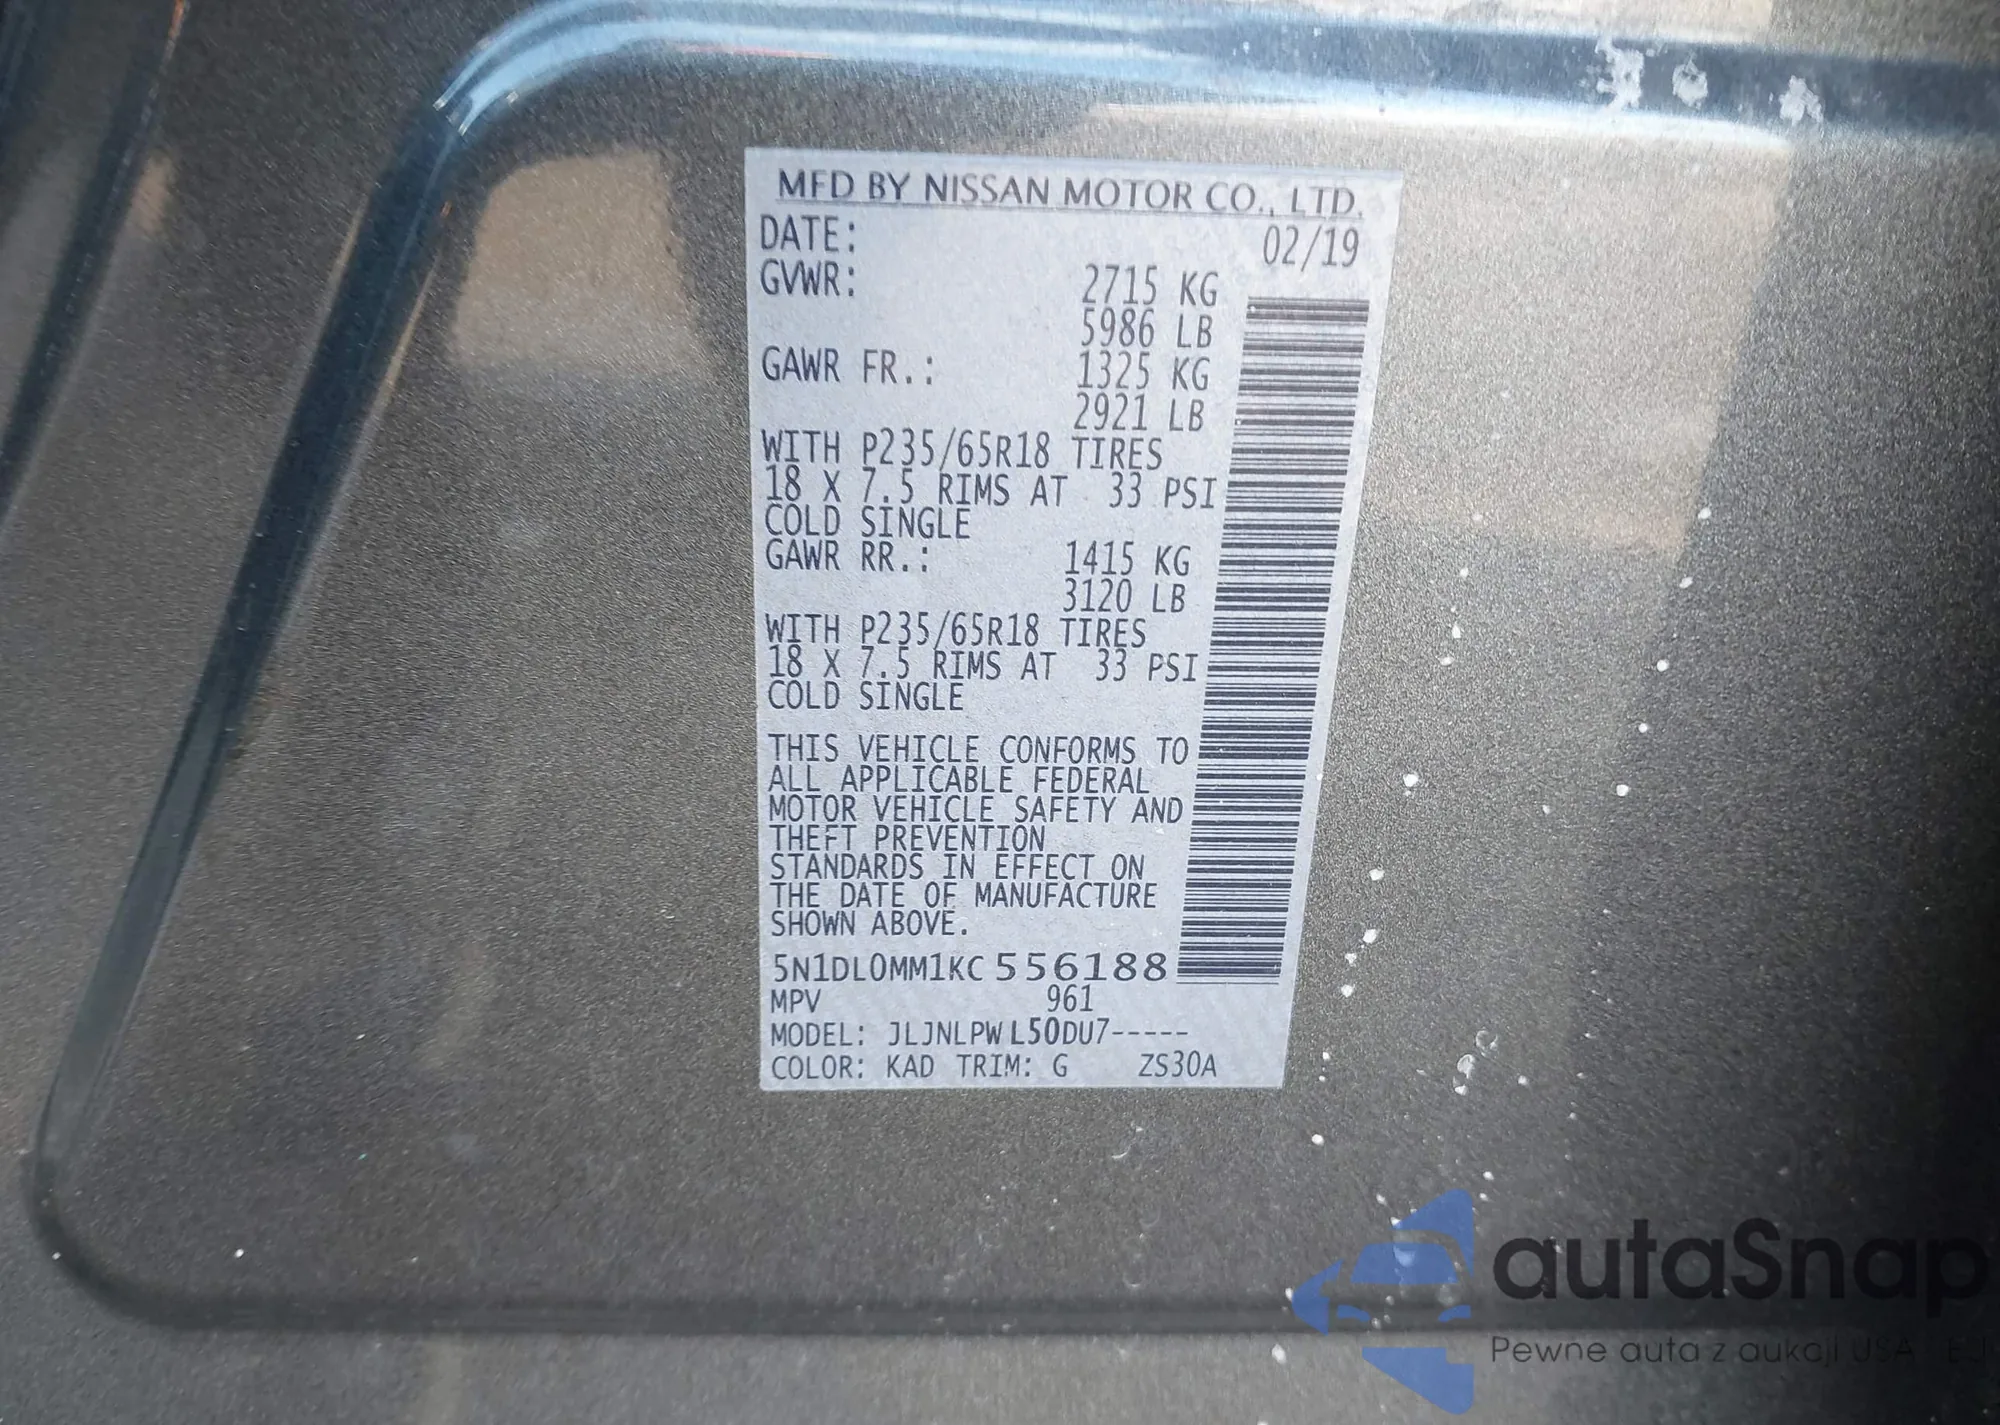 MFD BY NISSAN MOTOR CO., LTD.
DATE: 02/19
GVWR: 2715 KG
5986 LB
GAWR FR.: 1325 KG
2921 LB
WITH P235/65R18 TIRES
18 X 7.5 RIMS AT 33 PSI
COLD SINGLE
GAWR RR.: 1415 KG
3120 LB
WITH P235/65R18 TIRES
18 X 7.5 RIMS AT 33 PSI
COLD SINGLE
THIS VEHICLE CONFORMS TO
ALL APPLICABLE FEDERAL
MOTOR VEHICLE SAFETY AND
THEFT PREVENTION
STANDARDS IN EFFECT ON
THE DATE OF MANUFACTURE
SHOWN ABOVE.
5N1DL0MM1KC556188
MPV 961
MODEL: JLJNLPWL50DU7-----
COLOR: KAD TRIM: G ZS30A
autaSnap
Pewne auta z aukcji USA